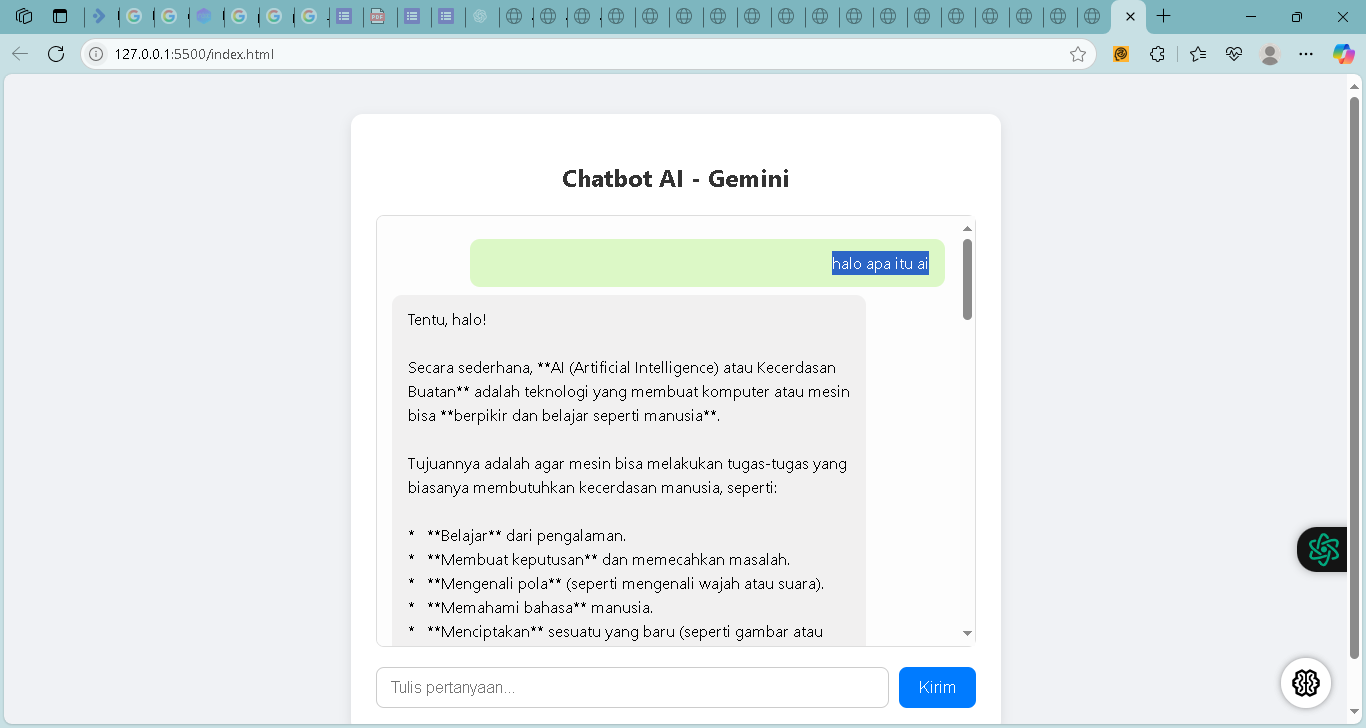 127.0.0.1:5500/index.html
Chatbot AI - Gemini
halo apa itu ai
Tentu, halo!
Secara sederhana, **AI (Artificial Intelligence) atau Kecerdasan
Buatan** adalah teknologi yang membuat komputer atau mesin
bisa **berpikir dan belajar seperti manusia**.
Tujuannya adalah agar mesin bisa melakukan tugas-tugas yang
biasanya membutuhkan kecerdasan manusia, seperti:
* **Belajar** dari pengalaman.
* **Membuat keputusan** dan memecahkan masalah.
* **Mengenali pola** (seperti mengenali wajah atau suara).
* **Memahami bahasa** manusia.
* **Menciptakan** sesuatu yang baru (seperti gambar atau
Tulis pertanyaan...
Kirim